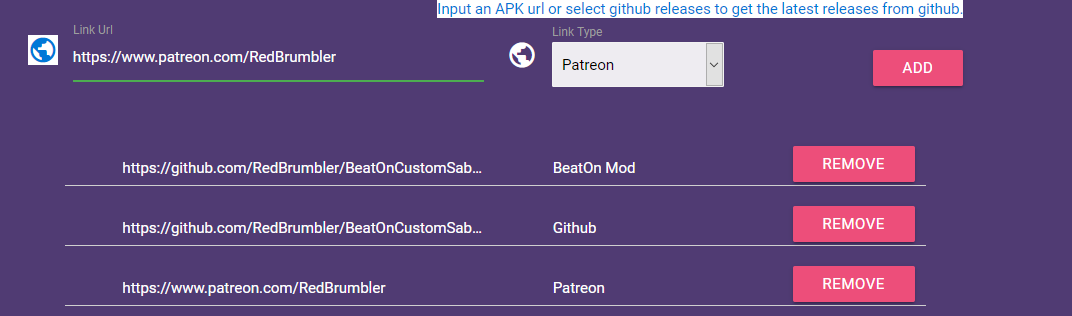 Input an APK url or select github releases to get the latest releases from github.
Link Url
https://www.patreon.com/RedBrumbler
Link Type
Patreon
ADD
https://github.com/RedBrumbler/BeatOnCustomSab... BeatOn Mod REMOVE
https://github.com/RedBrumbler/BeatOnCustomSab... Github REMOVE
https://www.patreon.com/RedBrumbler Patreon REMOVE